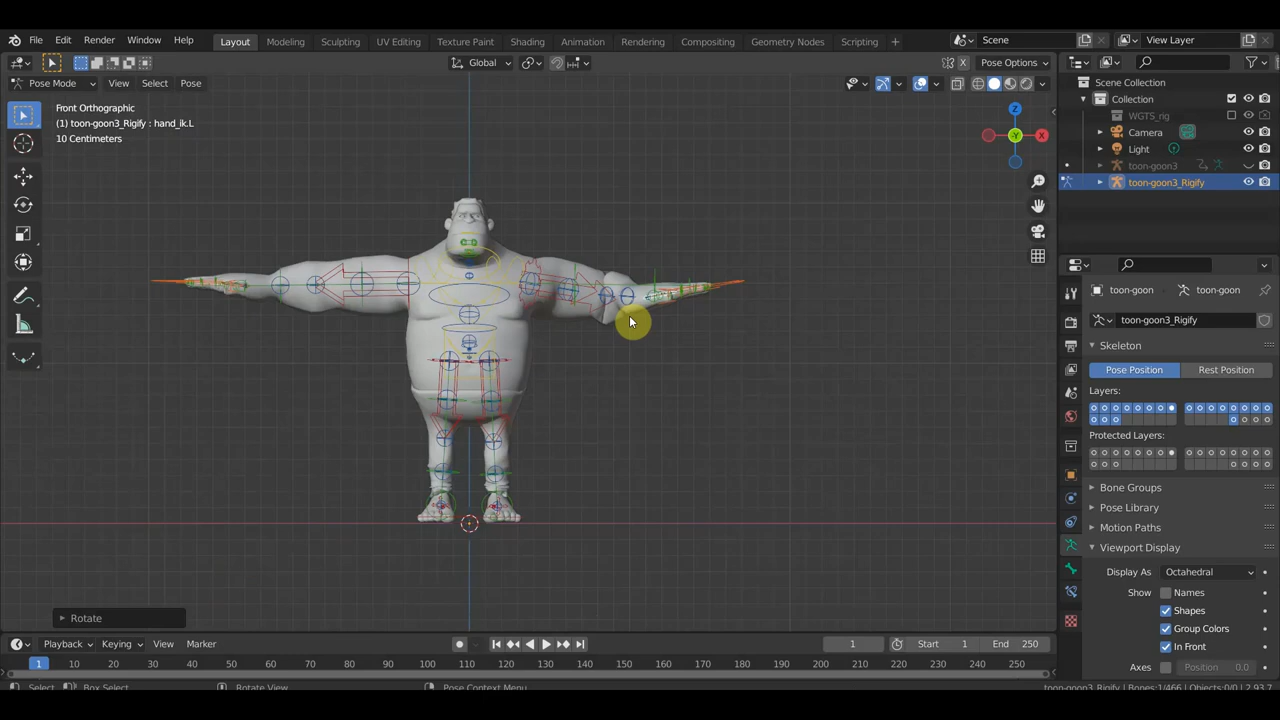 File Edit Render Window Help
Layout Modeling Sculpting UV Editing Texture Paint Shading Animation Rendering Compositing Geometry Nodes Scripting +
Scene
View Layer
Global
Pose Options
Pose Mode View Select Pose
Front Orthographic
(1) toon-goon3_Rigify : hand_ik.L
10 Centimeters
Z
-Y
X
Scene Collection
Collection
WGTS_rig
Camera
Light
toon-goon3
toon-goon3_Rigify
toon-goon
toon-goon
toon-goon3_Rigify
Skeleton
Pose Position Rest Position
Layers:
Protected Layers:
Bone Groups
Pose Library
Motion Paths
Viewport Display
Display As Octahedral
Show Names
Shapes
Group Colors
In Front
Axes Position 0.0
Rotate
Playback Keying View Marker
1
Start 1
End 250
1 10 20 30 40 50 60 70 80 90 100 110 120 130 140 150 160 170 180 190 200 210 220 230 240 250
Select Box Select Rotate View Pose Context Menu
toon-goon3_Rigify | Bones:1/466 | Objects:0/0 | 2.93.7